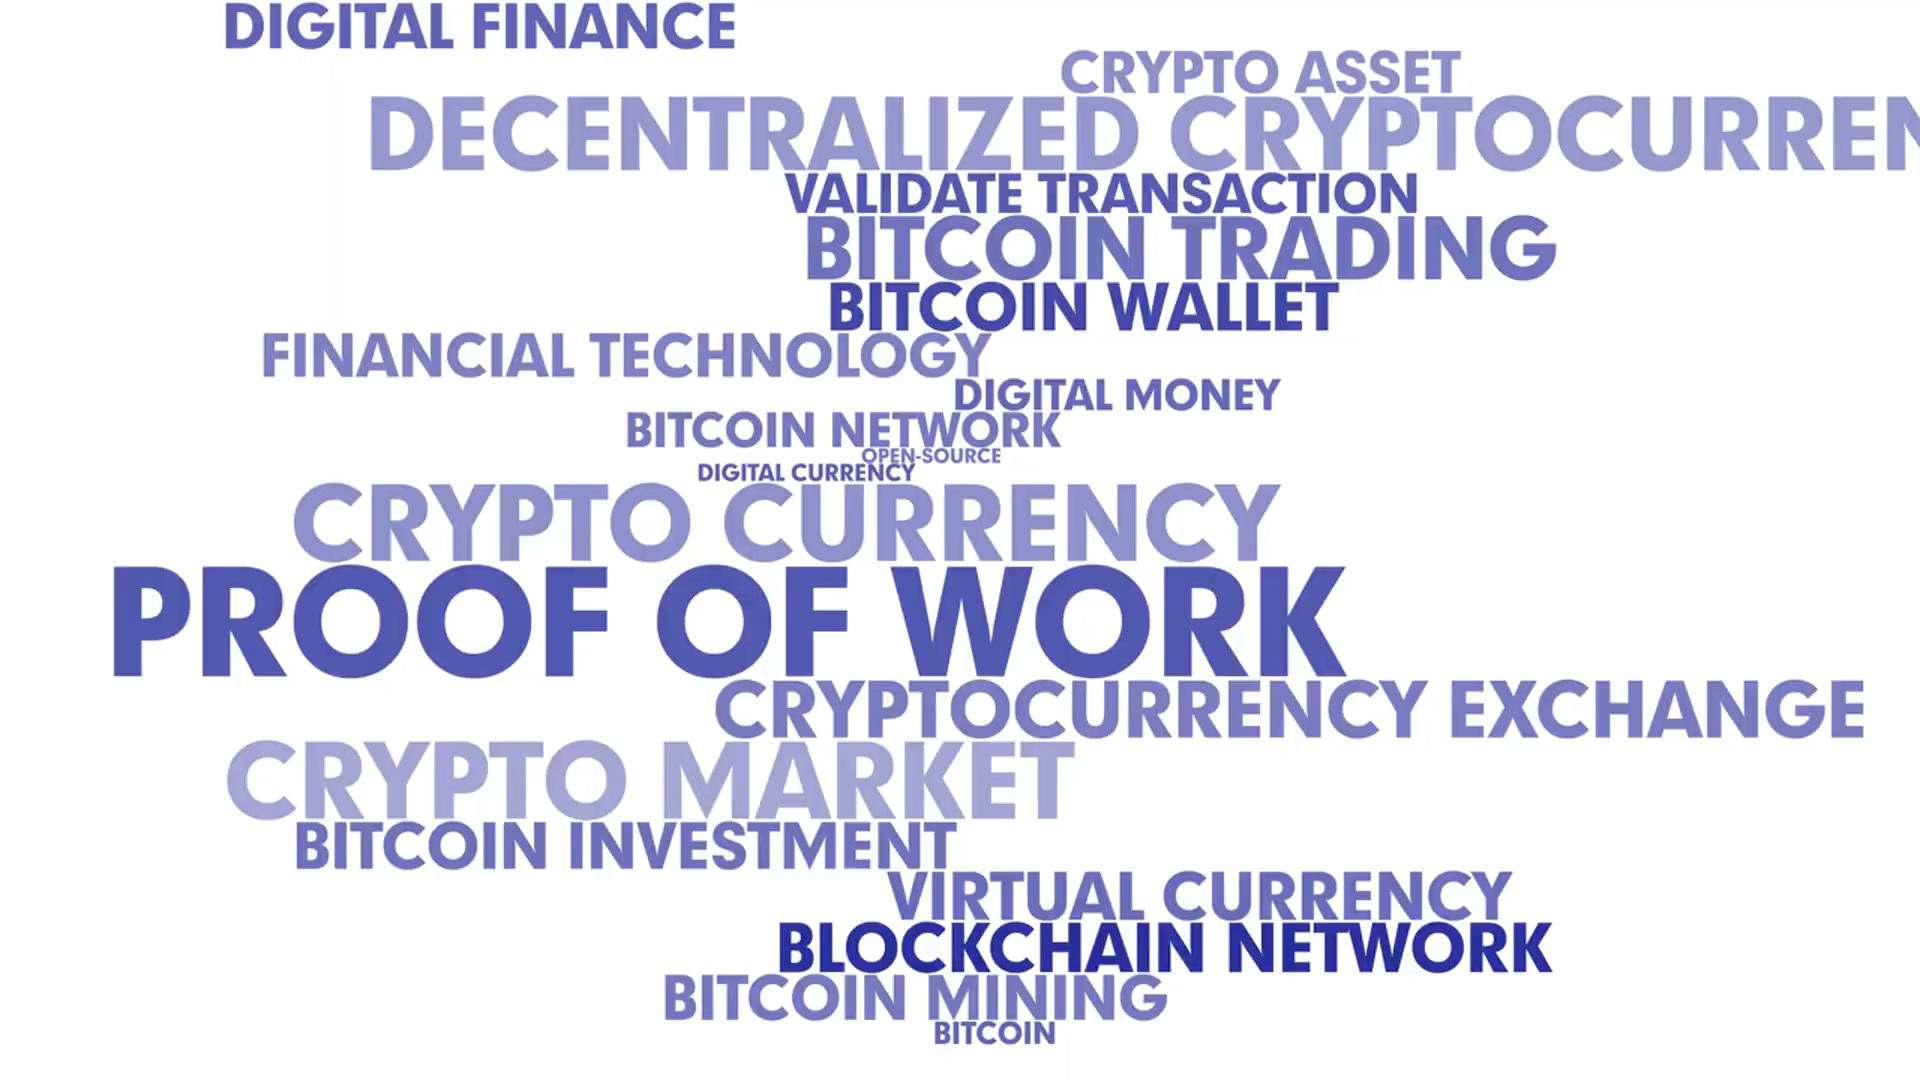 DIGITAL FINANCE
CRYPTO ASSET
DECENTRALIZED CRYPTOCURREN
VALIDATE TRANSACTION
BITCOIN TRADING
BITCOIN WALLET
FINANCIAL TECHNOLOGY
DIGITAL MONEY
BITCOIN NETWORK
OPEN-SOURCE
DIGITAL CURRENCY
CRYPTO CURRENCY
PROOF OF WORK
CRYPTOCURRENCY EXCHANGE
CRYPTO MARKET
BITCOIN INVESTMENT
VIRTUAL CURRENCY
BLOCKCHAIN NETWORK
BITCOIN MINING
BITCOIN